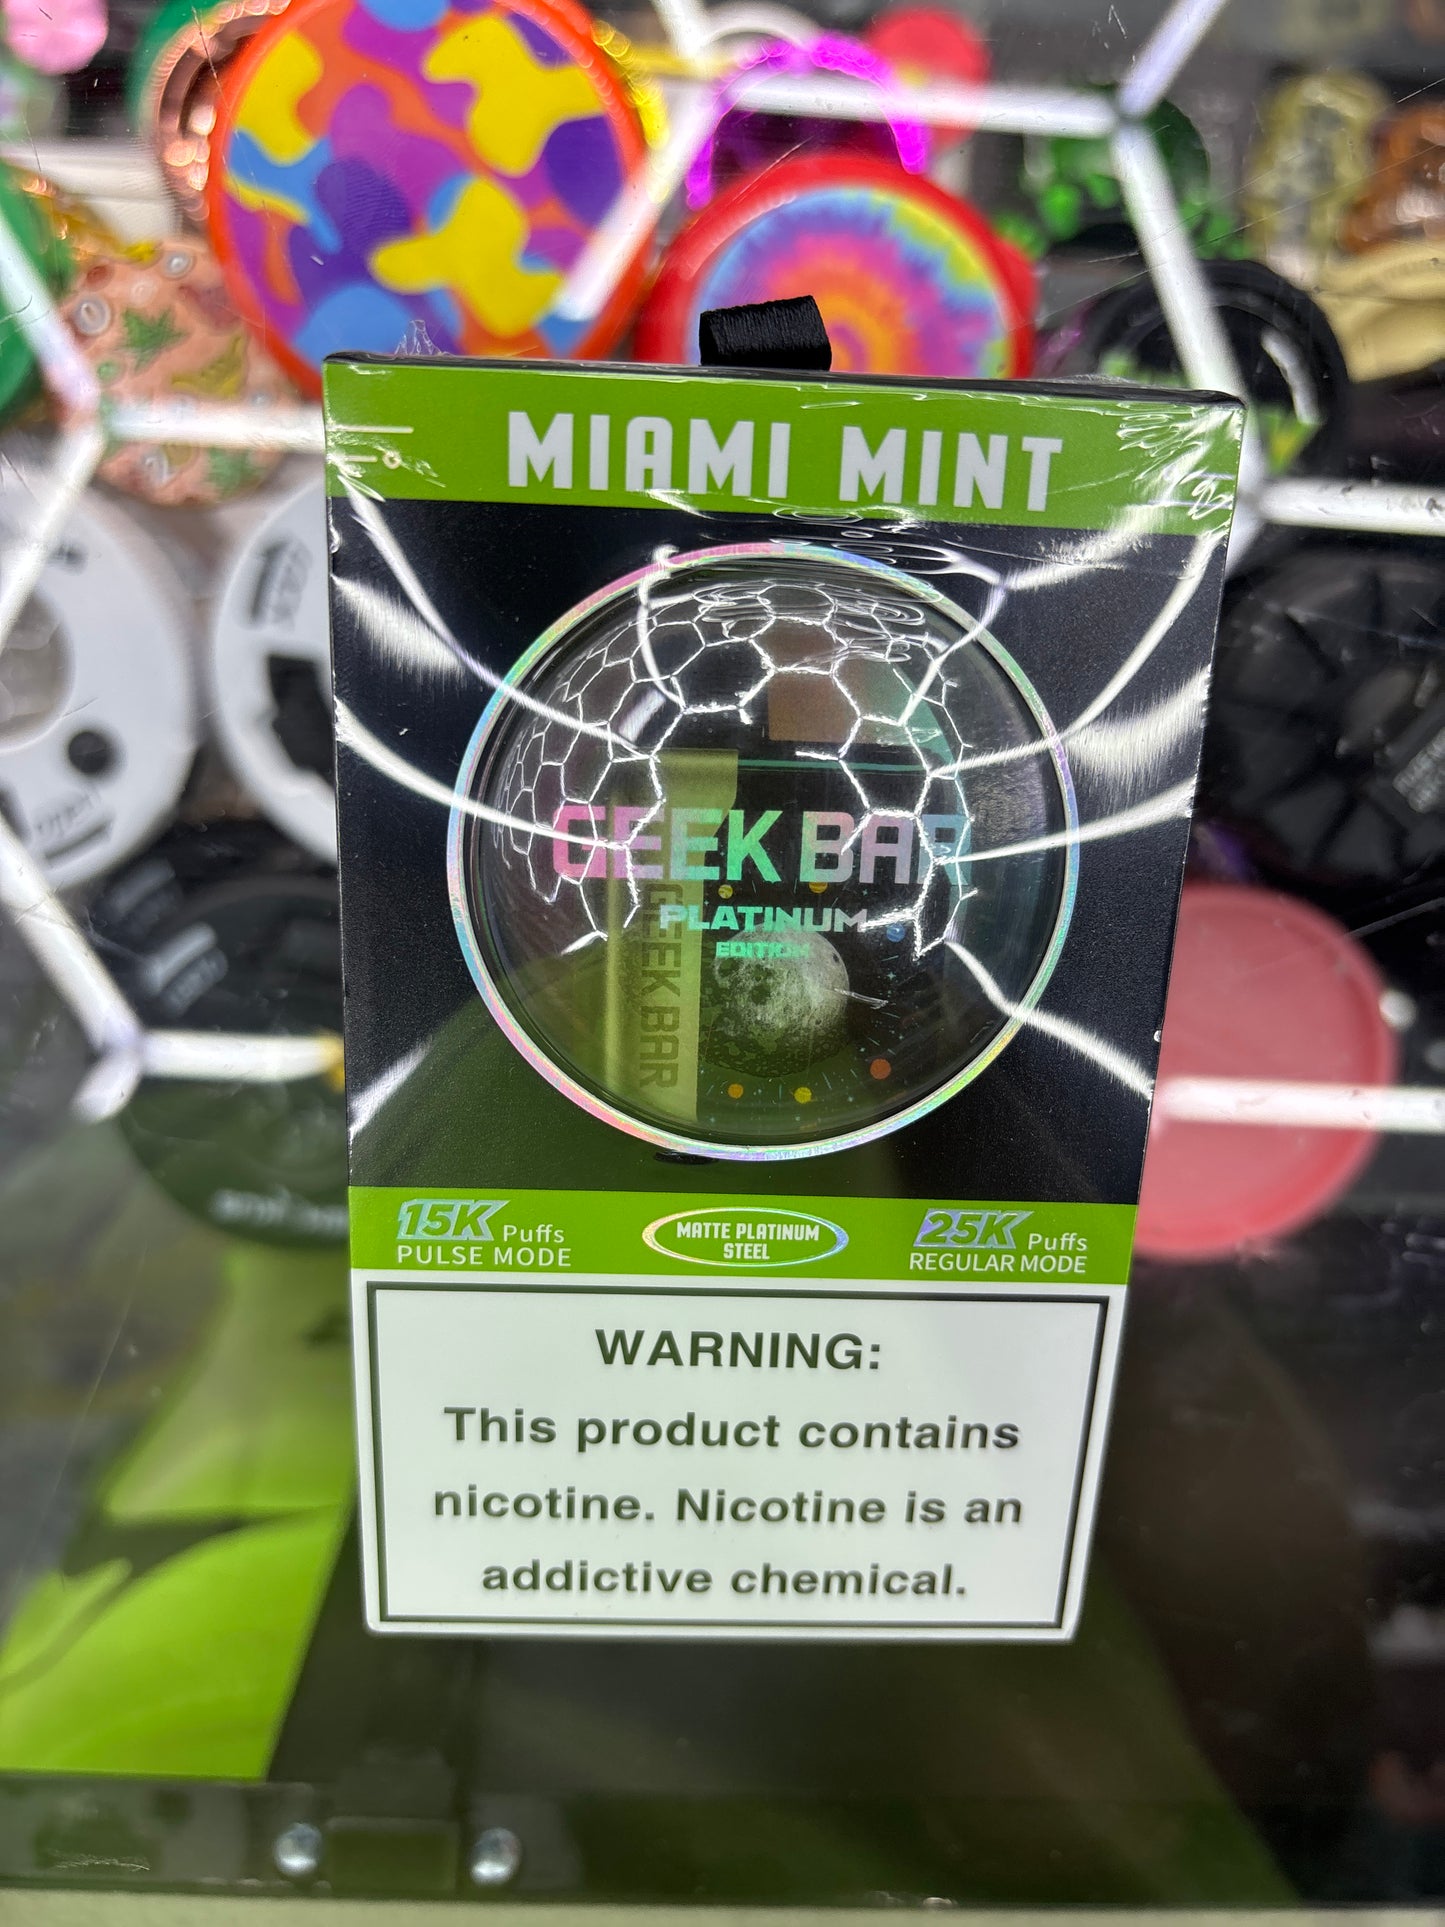 MIAMI MINT
GEEK BAR
PLATINUM
EDITION
GEEK BAR
15K Puffs
PULSE MODE
MATTE PLATINUM
STEEL
25K Puffs
REGULAR MODE
WARNING:
This product contains
nicotine. Nicotine is an
addictive chemical.